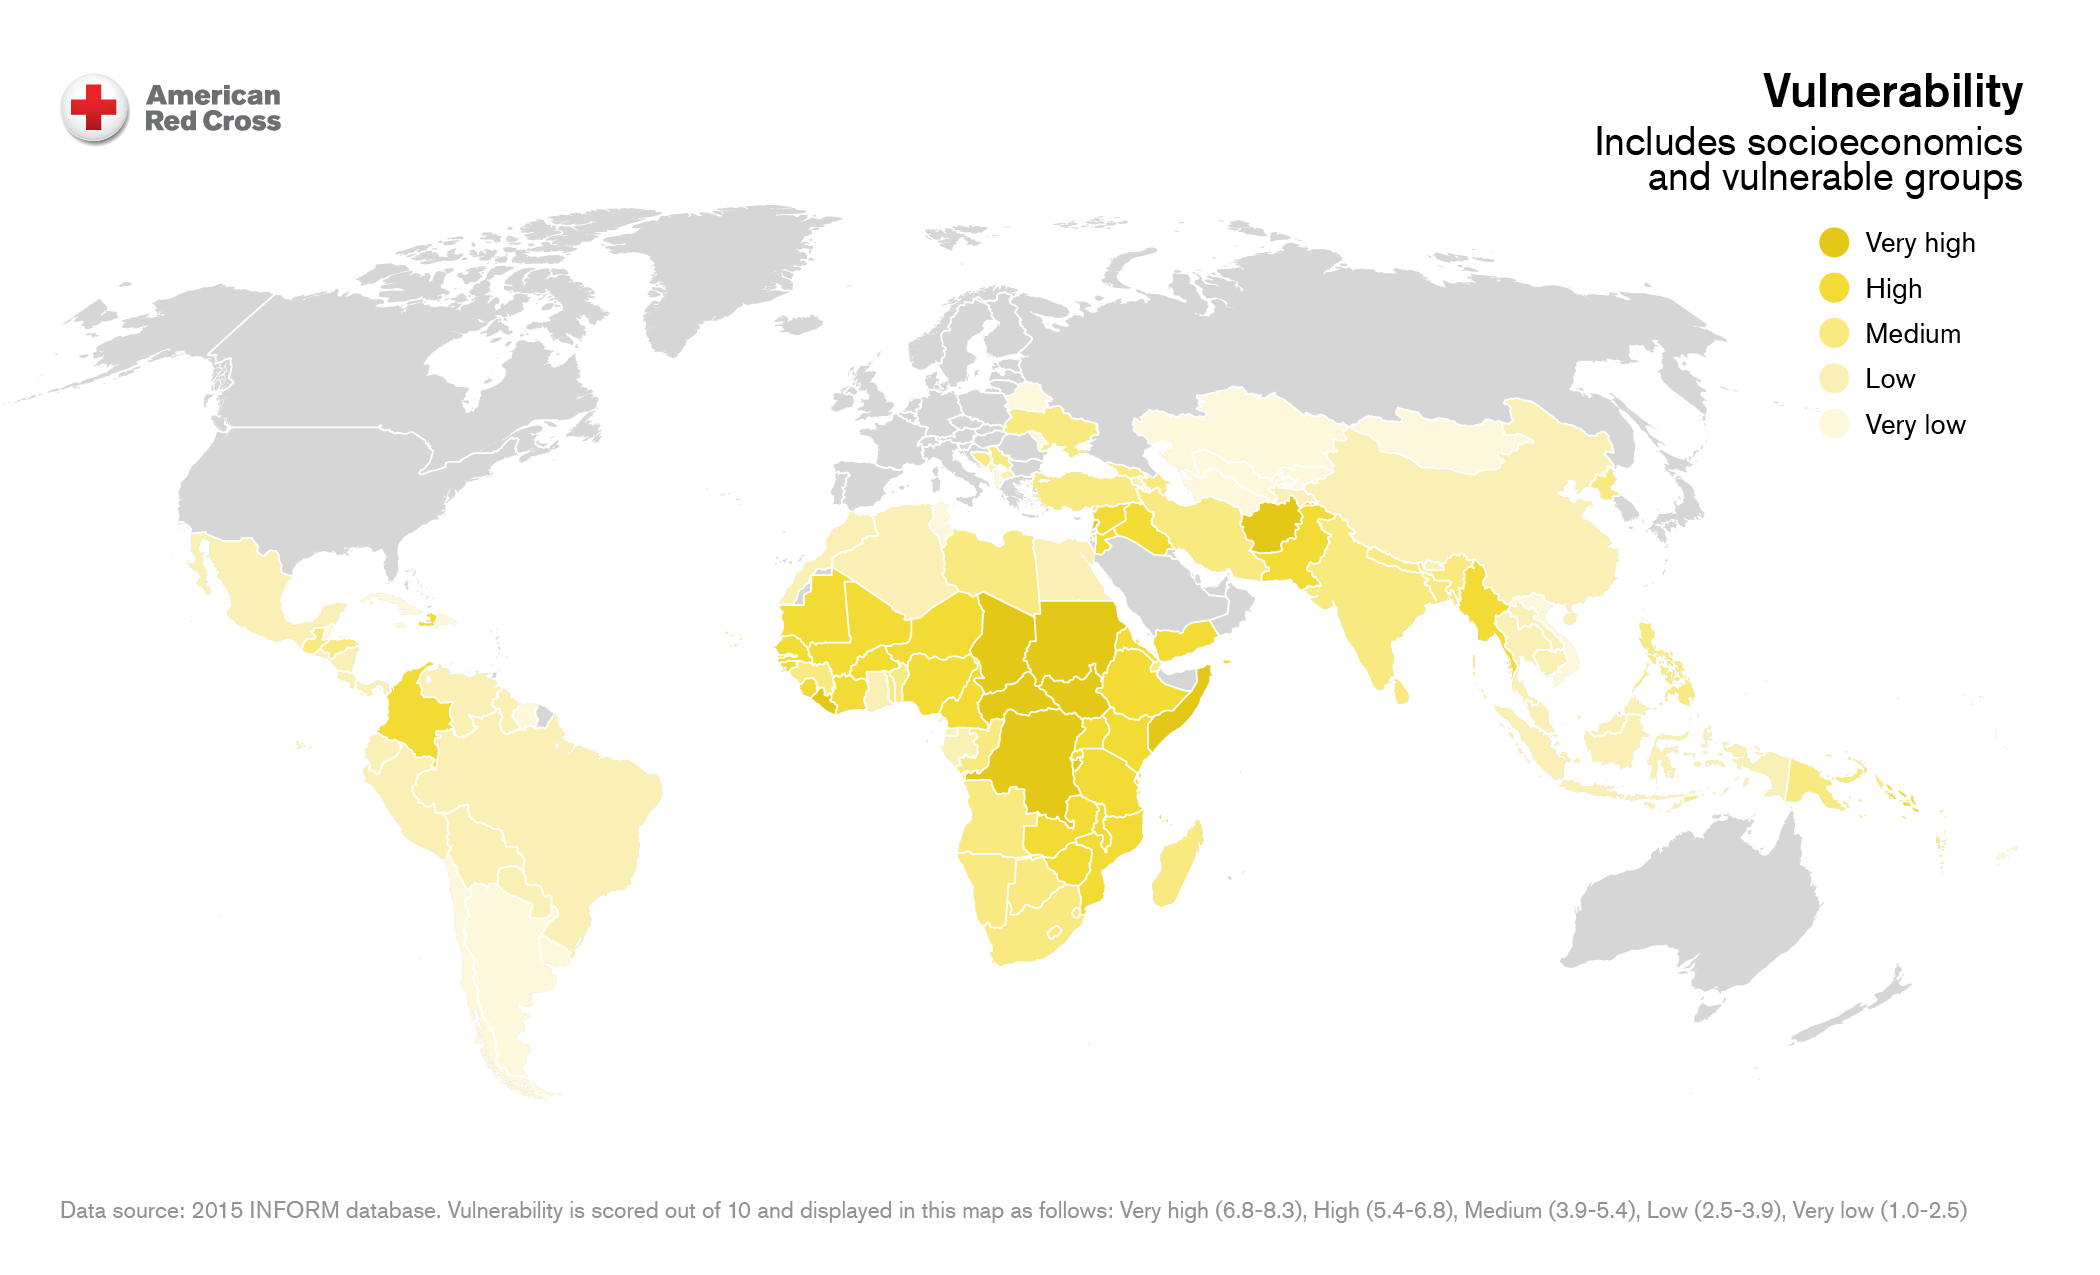 American
Red Cross
Vulnerability
Includes socioeconomics
and vulnerable groups
Very high
High
Medium
Low
Very low
Data source: 2015 INFORM database. Vulnerability is scored out of 10 and displayed in this map as follows: Very high (6.8-8.3), High (5.4-6.8), Medium (3.9-5.4), Low (2.5-3.9), Very low (1.0-2.5)